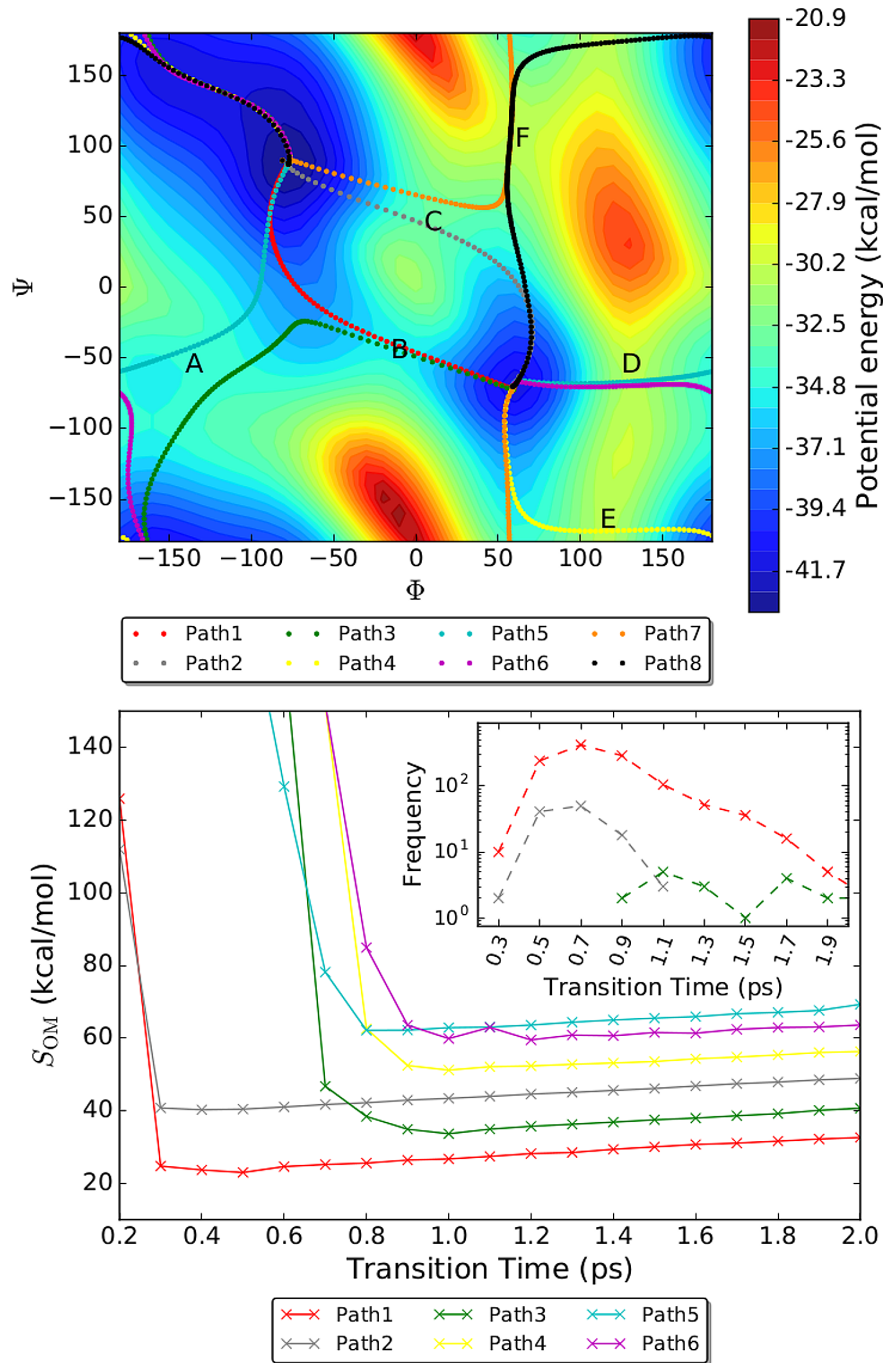 150
100
50
0
−50
−100
−150
Ψ
−150 −100 −50 0 50 100 150
Φ
A
B
C
D
E
F
-20.9
-23.3
-25.6
-27.9
-30.2
-32.5
-34.8
-37.1
-39.4
-41.7
Potential energy (kcal/mol)
Path1 Path3 Path5 Path7
Path2 Path4 Path6 Path8
140
120
100
80
60
40
20
S_OM (kcal/mol)
0.2 0.4 0.6 0.8 1.0 1.2 1.4 1.6 1.8 2.0
Transition Time (ps)
10^2
10^1
10^0
Frequency
0.3 0.5 0.7 0.9 1.1 1.3 1.5 1.7 1.9
Transition Time (ps)
Path1 Path3 Path5
Path2 Path4 Path6